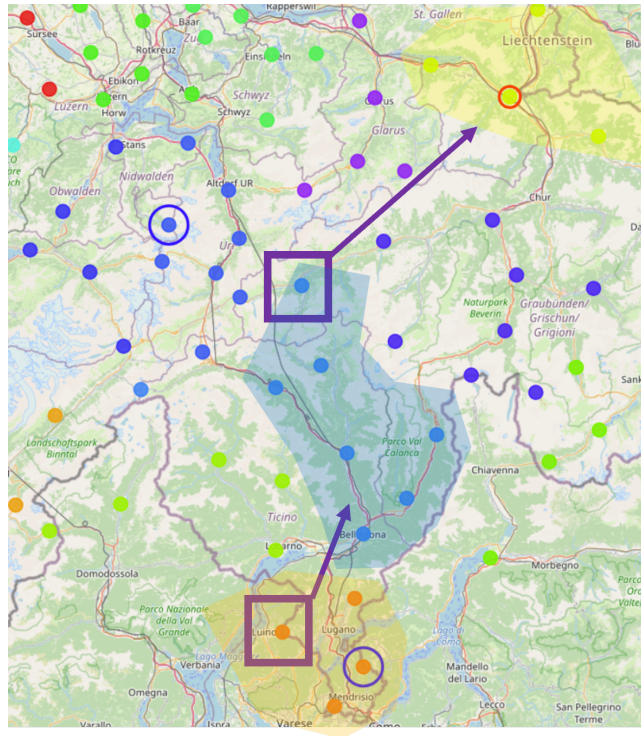 Rapperswil
St. Gallen
Sursee
Baar
Zu
Rotkreuz
Einsiedeln
Liechtenstein
Ebikon
Luzern
Horw
Schwyz
Schwyz
Glarus
Stans
Glarus
Nidwalden
Altdorf UR
Obwalden
Chur
Da
Uri
Naturpark
Beverin
Graubünden/
Grischun/
Grigioni
Sank
Landschaftspark
Binntal
Parco Val
Calanca
Chiavenna
Ticino
Locarno
Domodossola
Morbegno
Parco Nazionale
della Val
Grande
Luino
Lugano
Lago di
Como
Verbania
Lago Maggiore
Mandello
del Lario
Omegna
Mendrisio
Lecco
San Pellegrino
Terme
Varallo
Ispra
Varese
Como